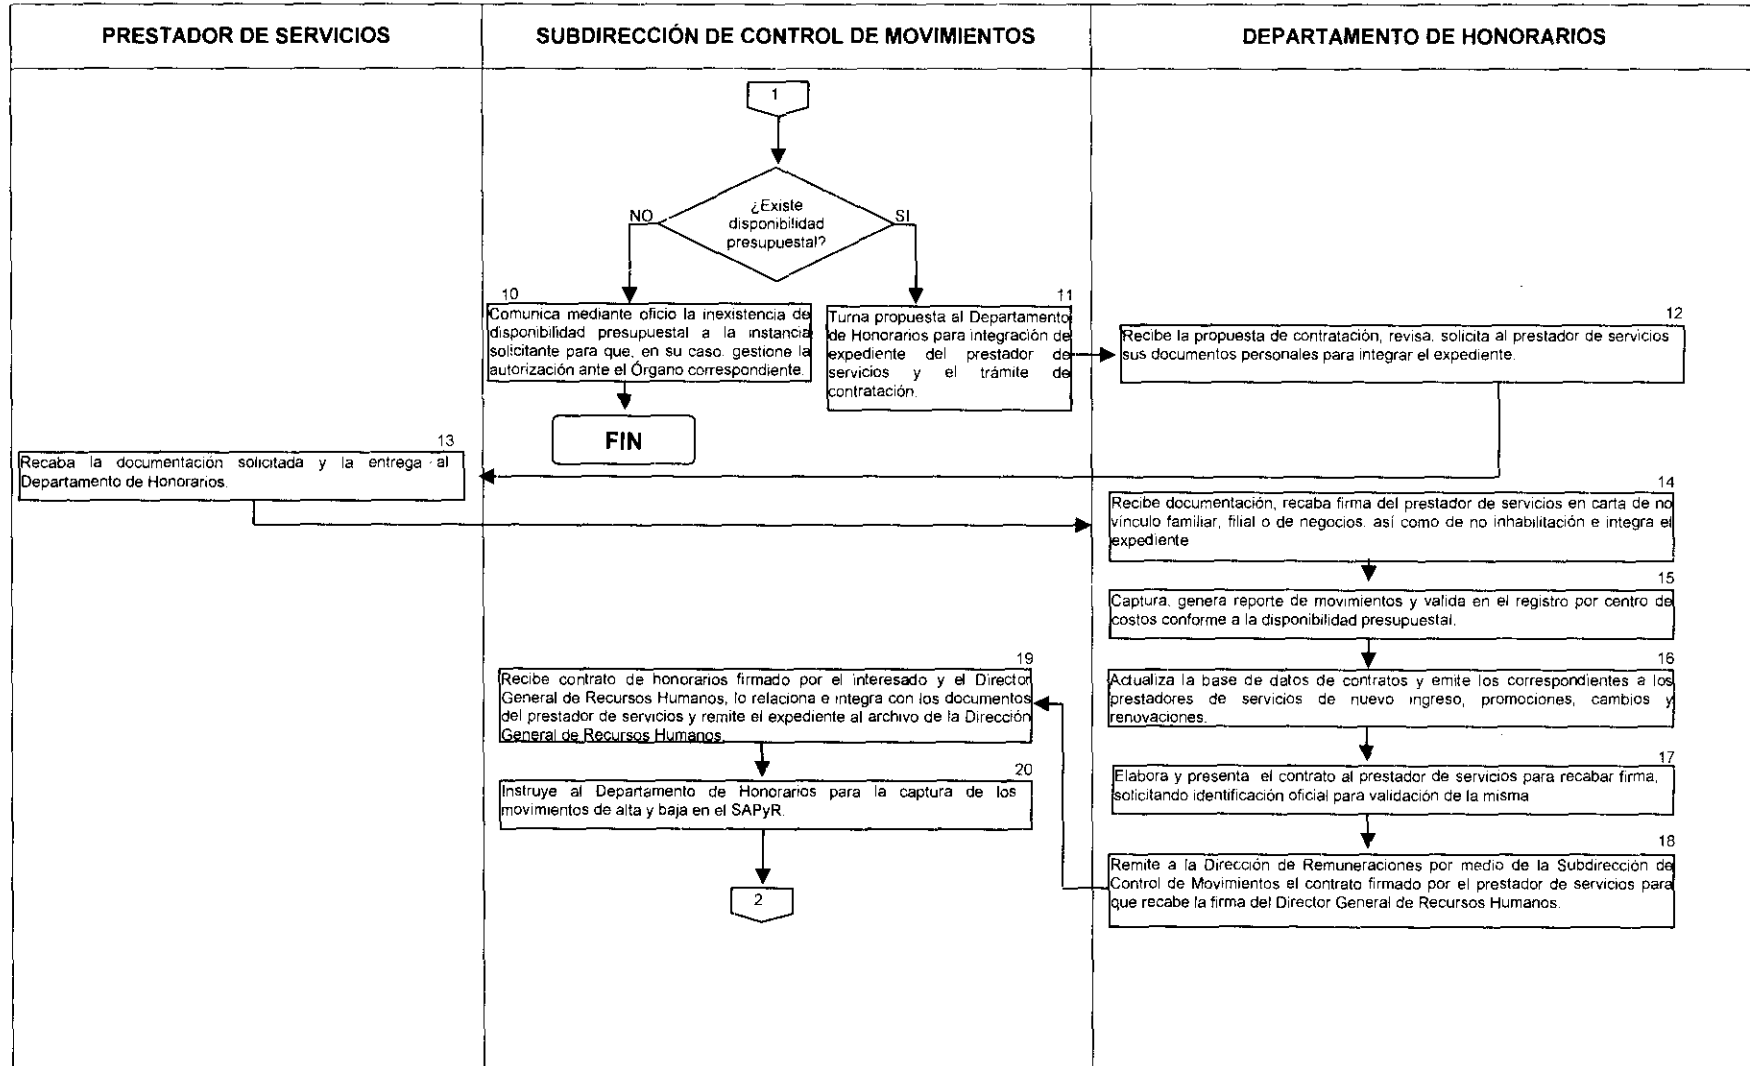 PRESTADOR DE SERVICIOS
SUBDIRECCIÓN DE CONTROL DE MOVIMIENTOS
DEPARTAMENTO DE HONORARIOS
1
¿Existe
disponibilidad
presupuestal?
NO
SI
10
Comunica mediante oficio la inexistencia de
disponibilidad presupuestal a la instancia
solicitante para que, en su caso, gestione la
autorización ante el Órgano correspondiente.
FIN
11
Turna propuesta al Departamento
de Honorarios para integración de
expediente del prestador de
servicios y el trámite de
contratación.
12
Recibe la propuesta de contratación, revisa, solicita al prestador de servicios
sus documentos personales para integrar el expediente.
13
Recaba la documentación solicitada y la entrega al
Departamento de Honorarios.
14
Recibe documentación, recaba firma del prestador de servicios en carta de no
vínculo familiar, filial o de negocios, así como de no inhabilitación e integra el
expediente
15
Captura, genera reporte de movimientos y valida en el registro por centro de
costos conforme a la disponibilidad presupuestal.
16
Actualiza la base de datos de contratos y emite los correspondientes a los
prestadores de servicios de nuevo ingreso, promociones, cambios y
renovaciones.
17
Elabora y presenta el contrato al prestador de servicios para recabar firma,
solicitando identificación oficial para validación de la misma
18
Remite a la Dirección de Remuneraciones por medio de la Subdirección de
Control de Movimientos el contrato firmado por el prestador de servicios para
que recabe la firma del Director General de Recursos Humanos.
19
Recibe contrato de honorarios firmado por el interesado y el Director
General de Recursos Humanos, lo relaciona e integra con los documentos
del prestador de servicios y remite el expediente al archivo de la Dirección
General de Recursos Humanos.
20
Instruye al Departamento de Honorarios para la captura de los
movimientos de alta y baja en el SAPyR.
2